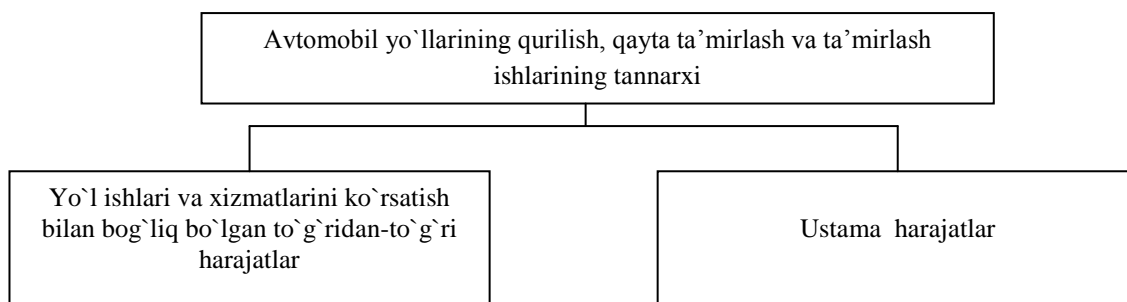 Avtomobil yo`llarining qurilish, qayta ta’mirlash va ta’mirlash
ishlarining tannarxi
Yo`l ishlari va xizmatlarini ko`rsatish
bilan bog`liq bo`lgan to`g`ridan-to`g`ri
harajatlar
Ustama harajatlar